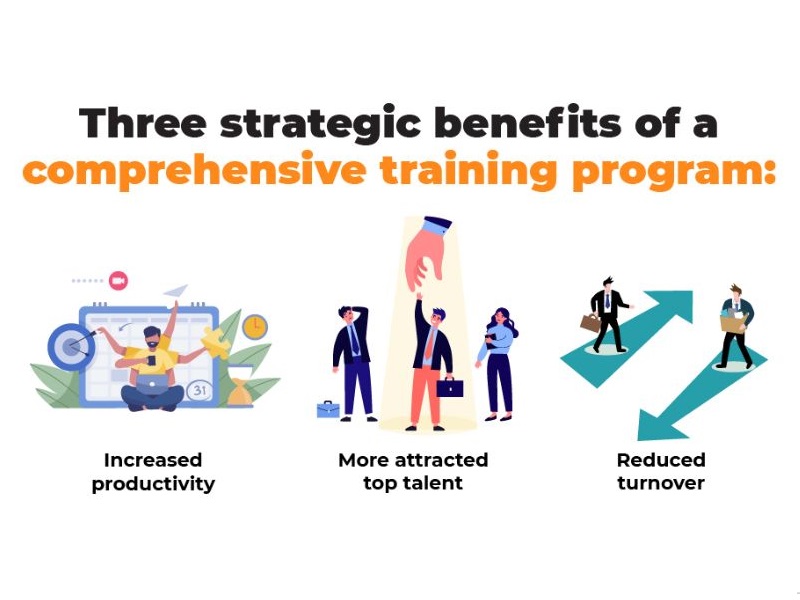 Three strategic benefits of a
comprehensive training program:
31
Increased
productivity
More attracted
top talent
Reduced
turnover